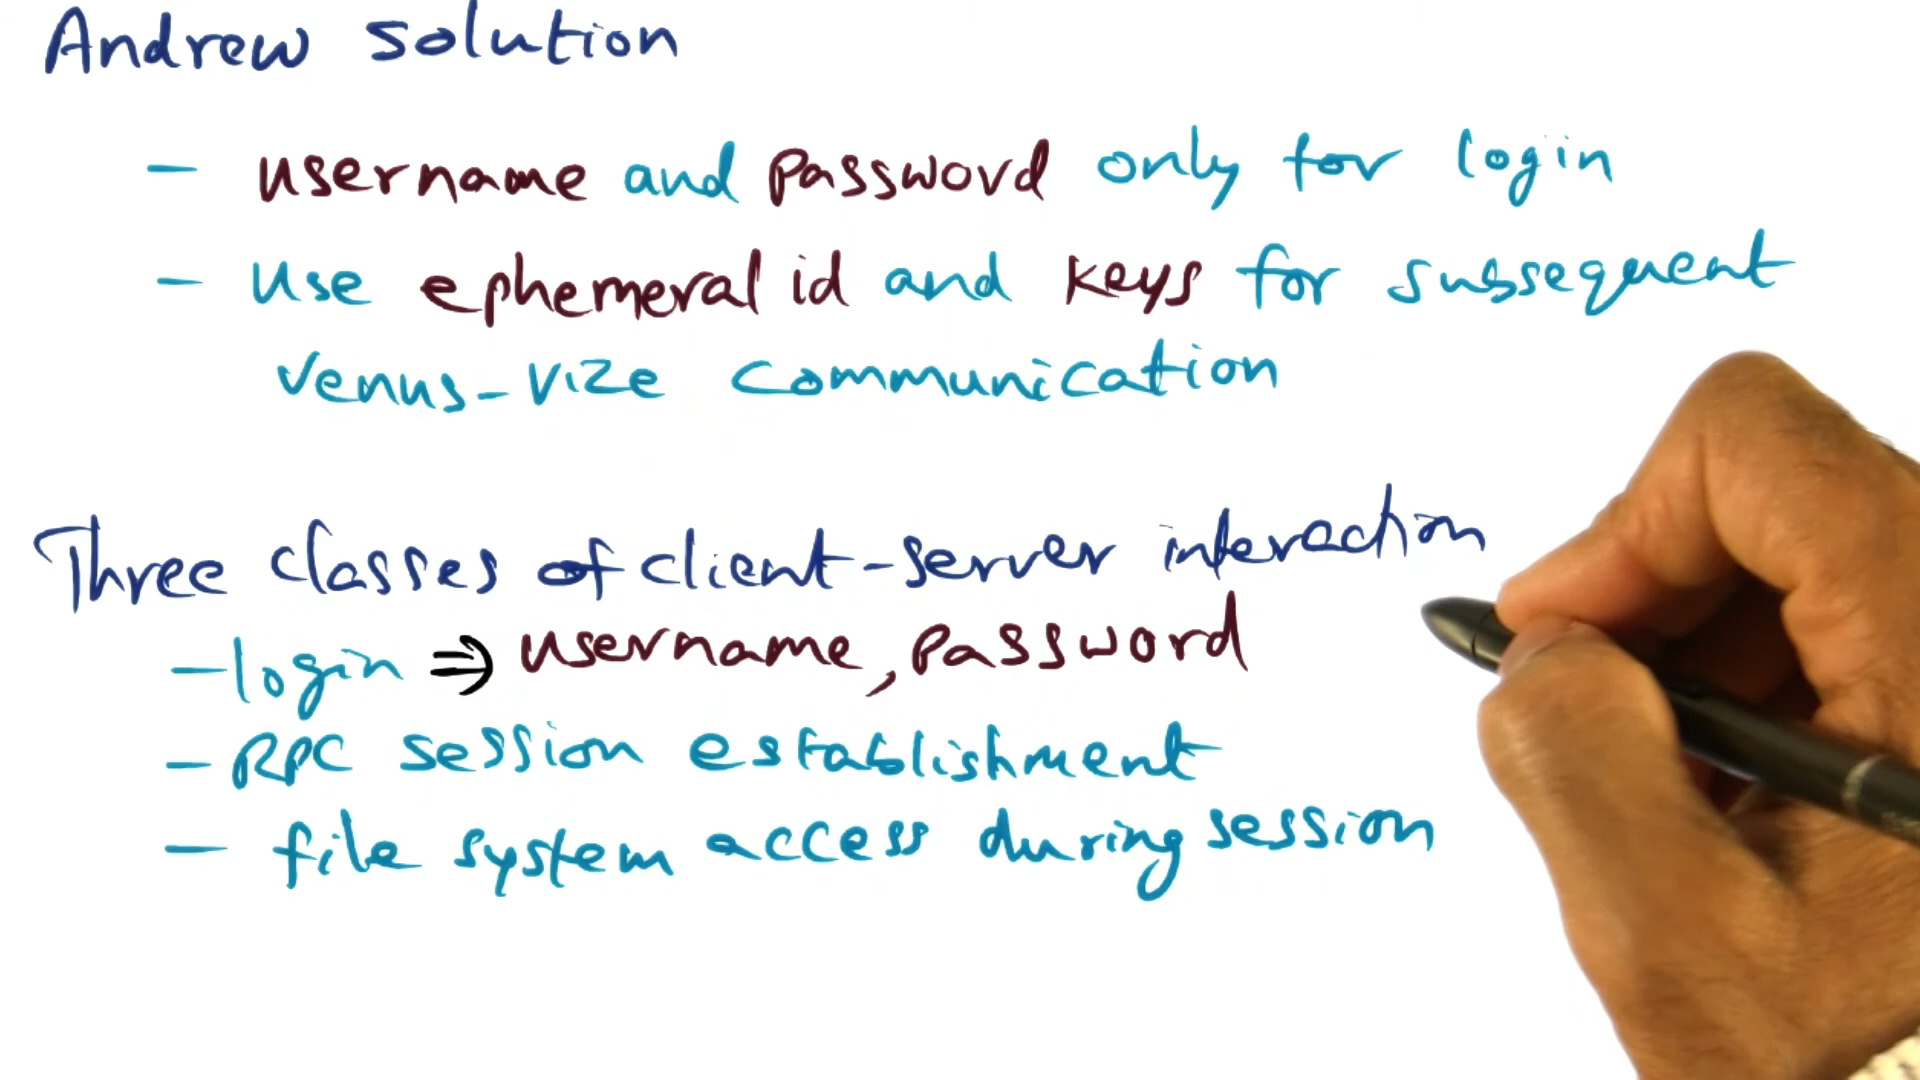 Andrew solution
- username and password only for login
- Use ephemeral id and keys for subsequent
venus-vize communication
Three classes of client-server interaction
- login ⇒ username, password
- RPC session establishment
- file system access during session